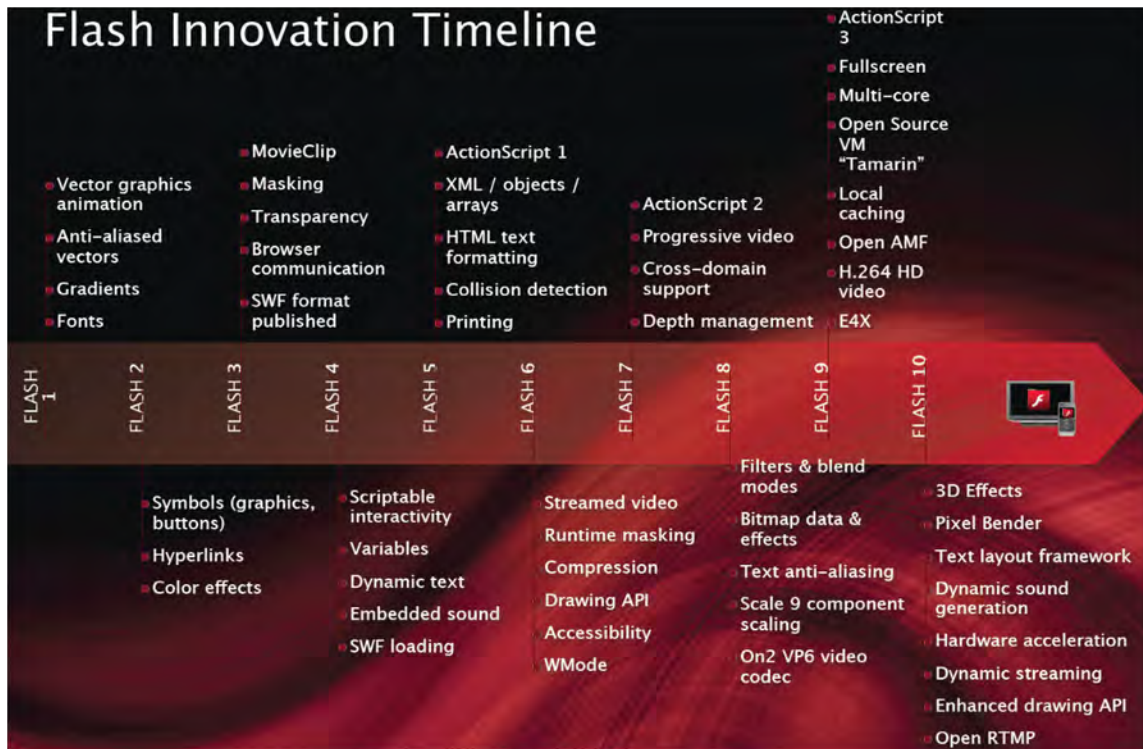 Flash Innovation Timeline
Vector graphics
animation
Anti-aliased
vectors
Gradients
Fonts
MovieClip
Masking
Transparency
Browser
communication
SWF format
published
ActionScript 1
XML / objects /
arrays
HTML text
formatting
Collision detection
Printing
ActionScript 2
Progressive video
Cross-domain
support
Depth management
ActionScript
3
Fullscreen
Multi-core
Open Source
VM
“Tamarin”
Local
caching
Open AMF
H.264 HD
video
E4X
FLASH
1
FLASH 2
FLASH 3
FLASH 4
FLASH 5
FLASH 6
FLASH 7
FLASH 8
FLASH 9
FLASH 10
Symbols (graphics,
buttons)
Hyperlinks
Color effects
Scriptable
interactivity
Variables
Dynamic text
Embedded sound
SWF loading
Streamed video
Runtime masking
Compression
Drawing API
Accessibility
WMode
Filters & blend
modes
Bitmap data &
effects
Text anti-aliasing
Scale 9 component
scaling
On2 VP6 video
codec
3D Effects
Pixel Bender
Text layout framework
Dynamic sound
generation
Hardware acceleration
Dynamic streaming
Enhanced drawing API
Open RTMP